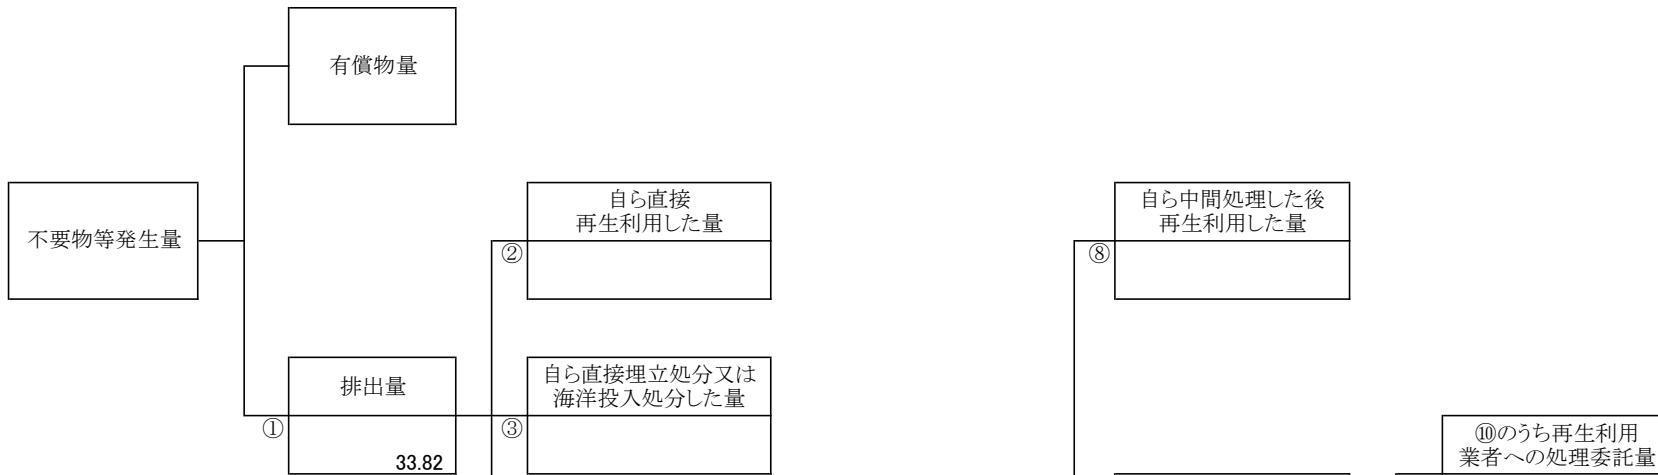 有償物量
不要物等発生量
自ら直接
再生利用した量
②
自ら中間処理した後
再生利用した量
⑧
排出量
①
33.82
自ら直接埋立処分又は
海洋投入処分した量
③
⑩のうち再生利用
業者への処理委託量